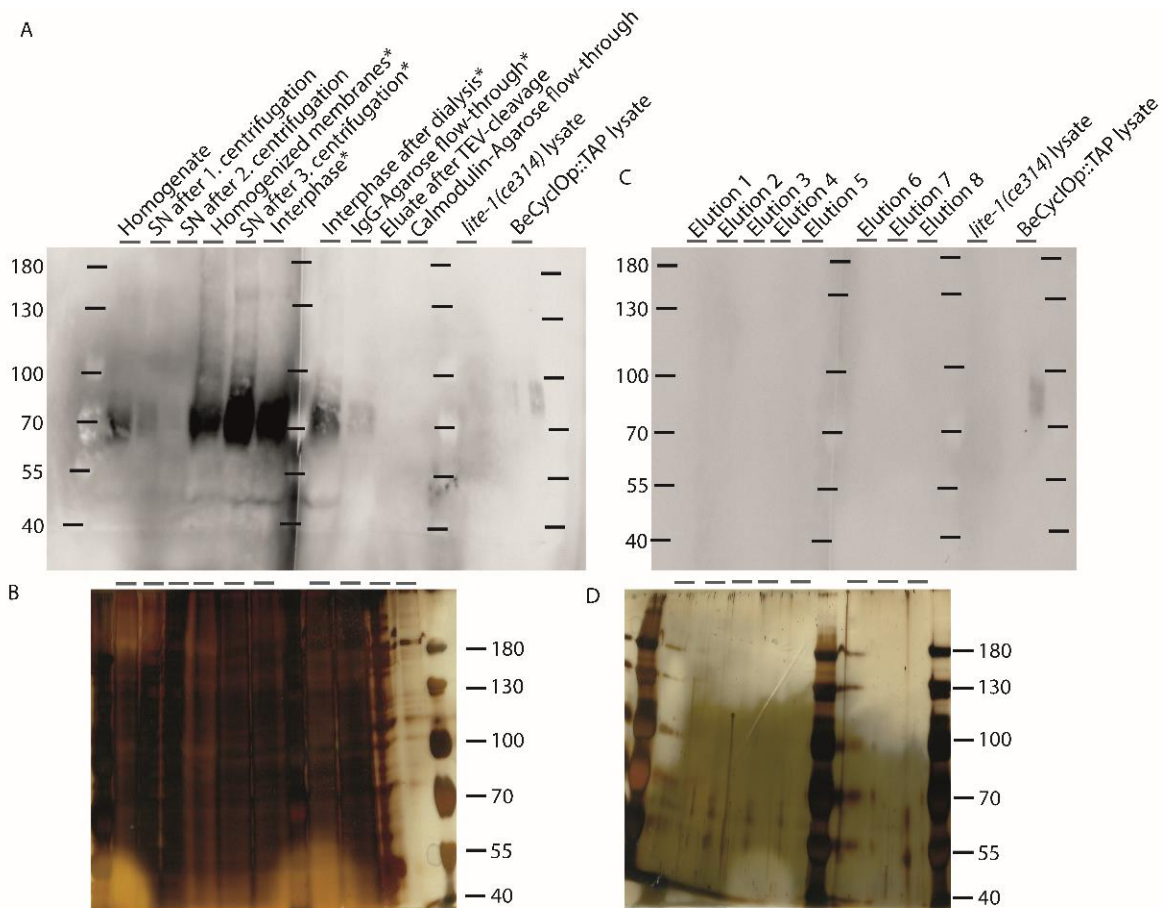 A
Homogenate
SN after 1. centrifugation
SN after 2. centrifugation
Homogenized membranes*
SN after 3. centrifugation*
Interphase*
Interphase after dialysis*
IgG-Agarose flow-through*
Eluate after TEV-cleavage
Calmodulin-Agarose flow-through
lite-1(ce314) lysate
BeCyclOp::TAP lysate
180
130
100
70
55
40
C
Elution 1
Elution 2
Elution 3
Elution 4
Elution 5
Elution 6
Elution 7
Elution 8
lite-1(ce314) lysate
BeCyclOp::TAP lysate
180
130
100
70
55
40
B
180
130
100
70
55
40
D
180
130
100
70
55
40